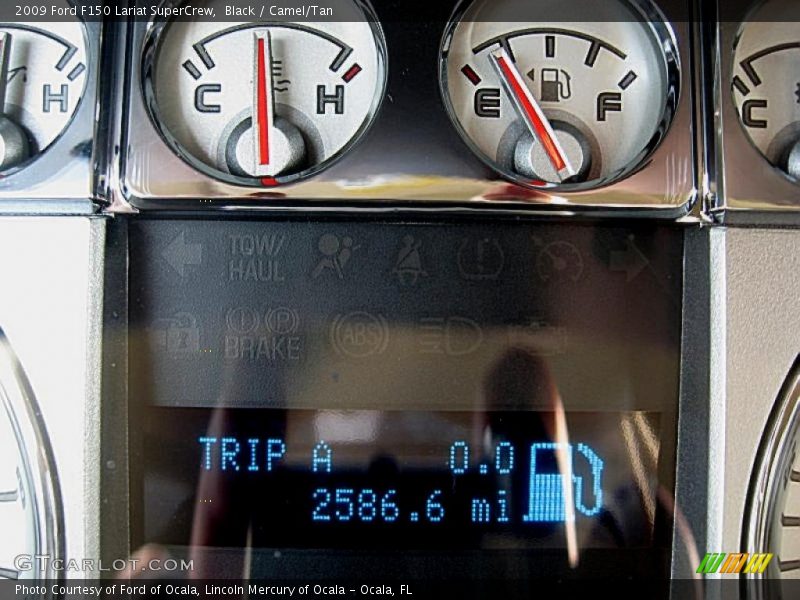 2009 Ford F150 Lariat SuperCrew,  Black / Camel/Tan
H
C H
E F
C
TOW/
HAUL
BRAKE
ABS
TRIP A 0.0
2586.6 mi
GTCARLOT.COM
Photo Courtesy of Ford of Ocala, Lincoln Mercury of Ocala - Ocala, FL